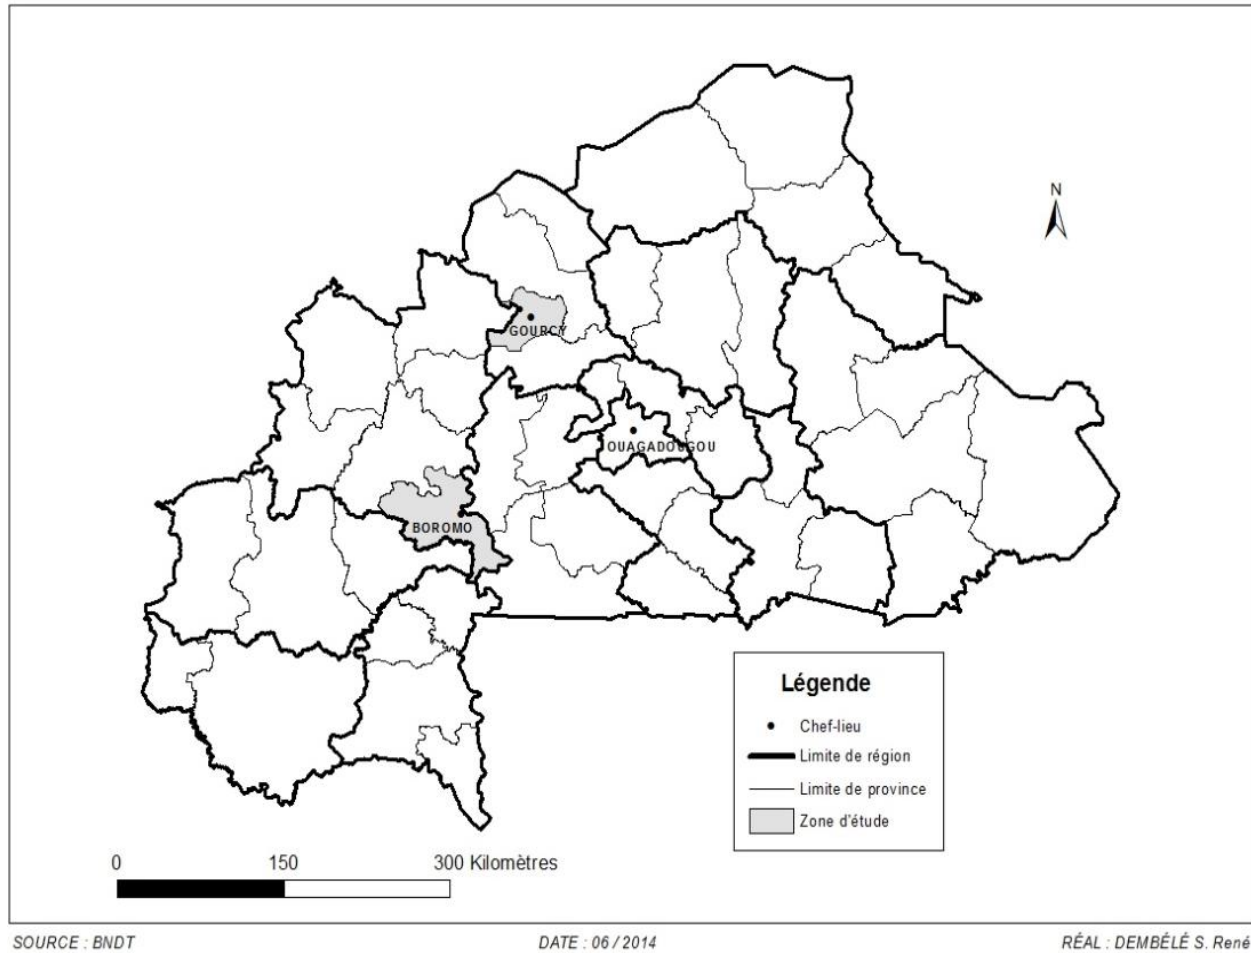 N
GOURCY
OUAGADOUGOU
BOROMO
Légende
Chef-lieu
Limite de région
Limite de province
Zone d'étude
0 150 300 Kilomètres
SOURCE : BNDT DATE : 06 / 2014 RÉAL : DEMBÉLÉ S. René